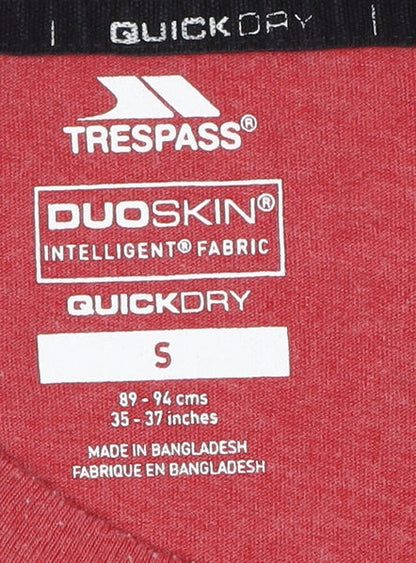 | QUICKDRY |
TRESPASS®
DUOSKIN®
INTELLIGENT® FABRIC
QUICKDRY
S
89 - 94 cms
35 - 37 inches
MADE IN BANGLADESH
FABRIQUE EN BANGLADESH